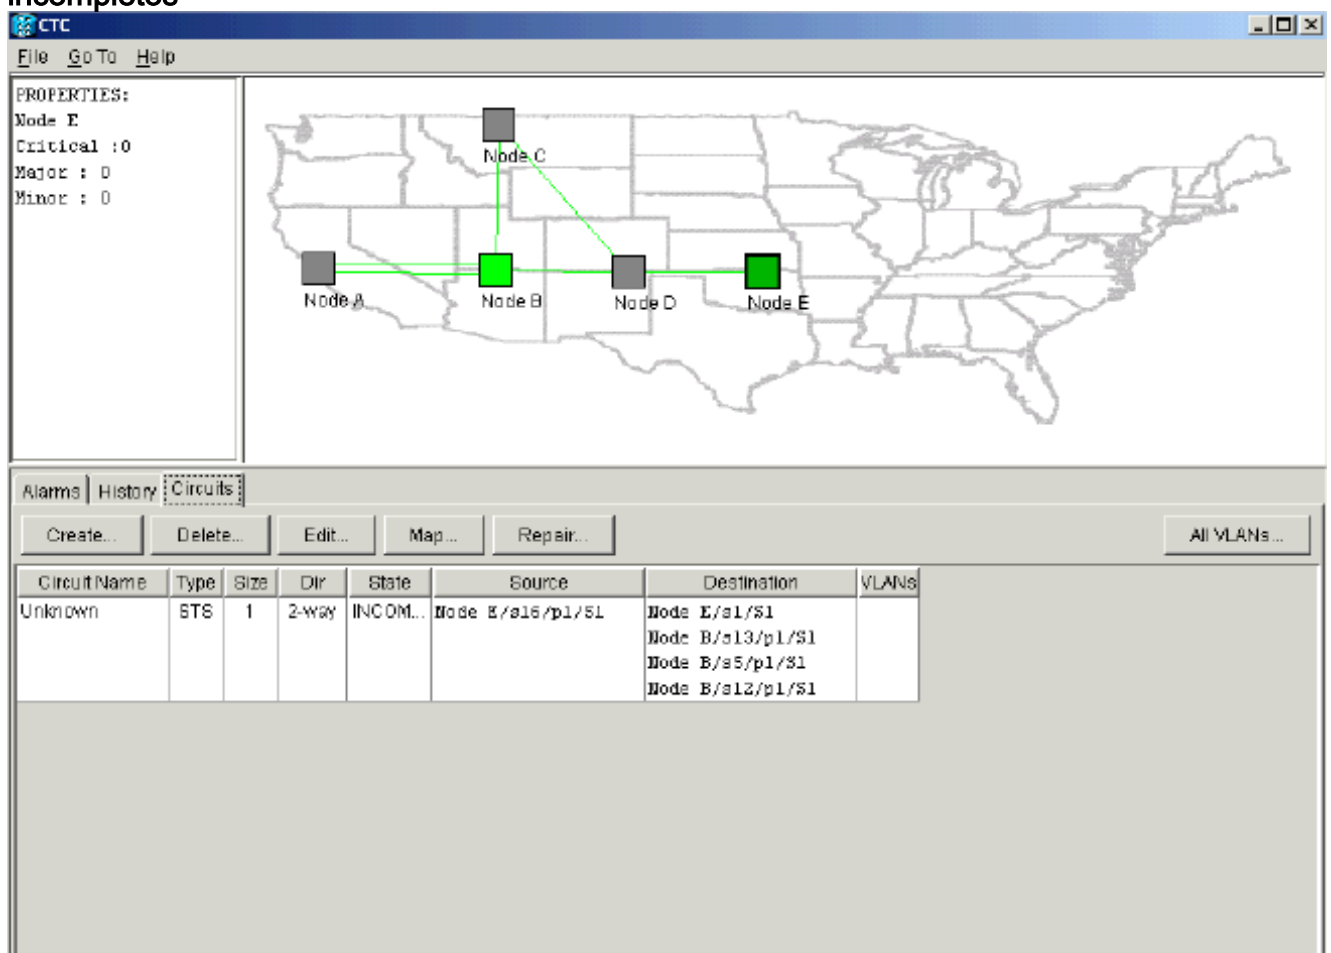 incompletos
CTC
File Go To Help
PROPERTIES:
Node E
Critical :0
Major : 0
Minor : 0
Node C
Node A
Node B
Node D
Node E
Alarms History Circuits
Create... Delete... Edit... Map... Repair... All VLANs...
Circuit Name Type Size Dir State Source Destination VLANs
Unknown STS 1 2-way INCOM... Node E/s16/p1/S1 Node E/s1/S1
Node B/s13/p1/S1
Node B/s5/p1/S1
Node B/s12/p1/S1